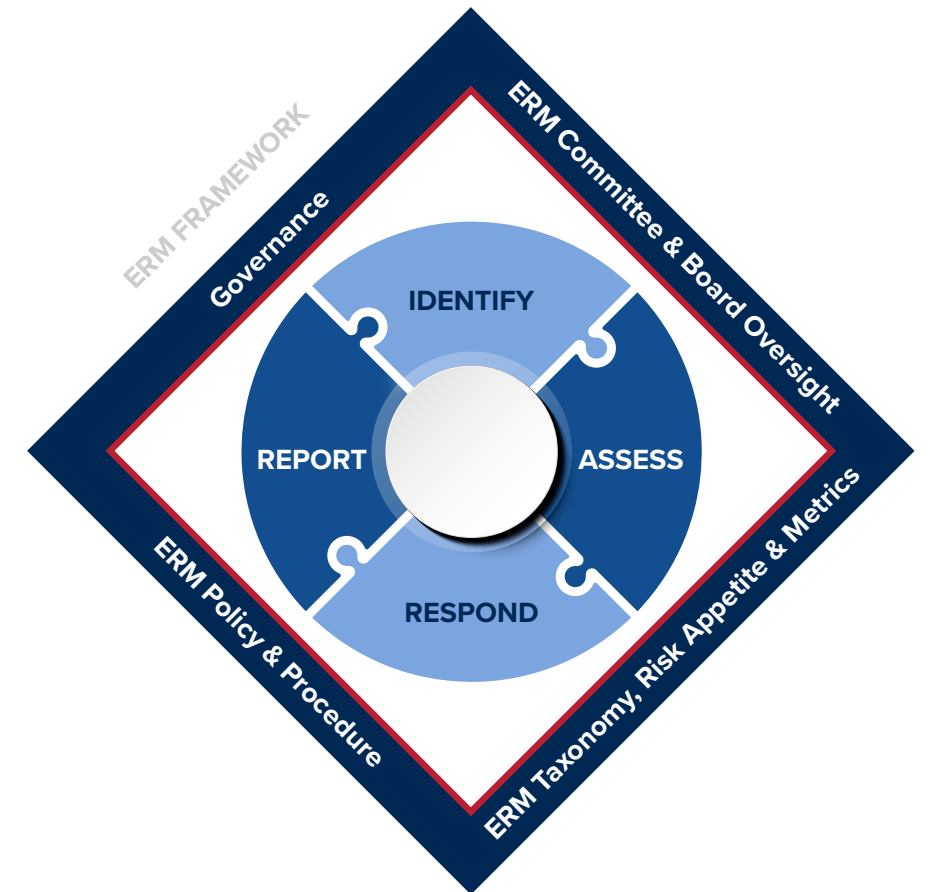 ERM FRAMEWORK
Governance
ERM Committee & Board Oversight
IDENTIFY
REPORT
ASSESS
RESPOND
ERM Policy & Procedure
ERM Taxonomy, Risk Appetite & Metrics